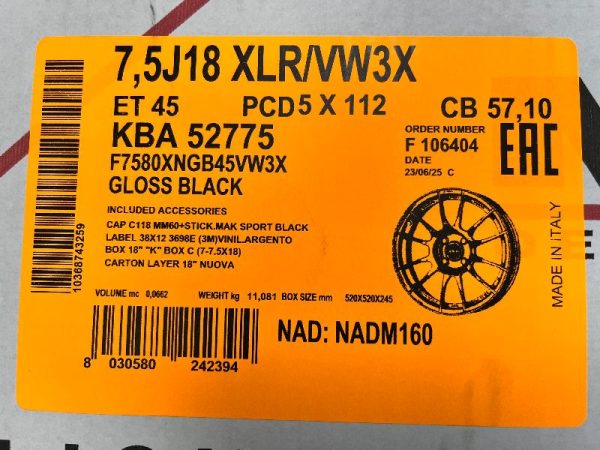 7,5J18 XLR/VW3X
ET 45 PCD 5 X 112 CB 57,10
KBA 52775
F7580XNGB45VW3X
GLOSS BLACK
ORDER NUMBER
F 106404
DATE
23/06/25 C
EAC
INCLUDED ACCESSORIES
CAP C118 MM60+STICK.MAK SPORT BLACK
LABEL 38X12 3698E (3M)VINIL.ARGENTO
BOX 18" "K" BOX C (7-7.5X18)
CARTON LAYER 18" NUOVA
VOLUME mc 0,0662 WEIGHT kg 11,081 BOX SIZE mm 520X520X245
NAD: NADM160
8 030580 242394
10368743259
MADE IN iTALY